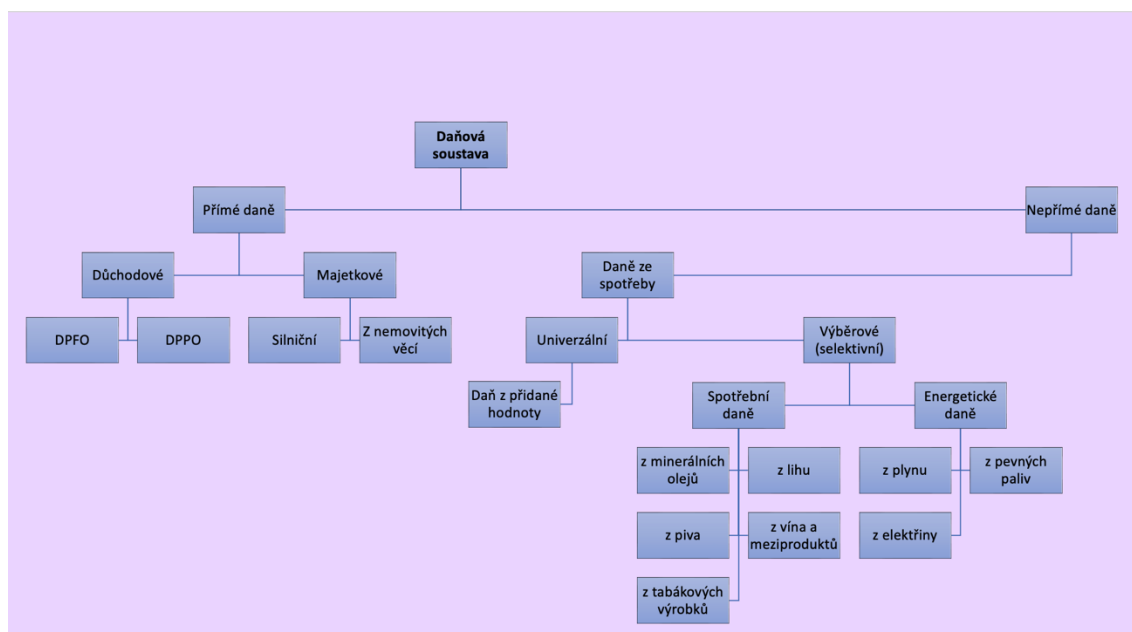 Daňová
soustava
Přímé daně
Nepřímé daně
Důchodové
Majetkové
Daně ze
spotřeby
DPFO
DPPO
Silniční
Z nemovitých
věcí
Univerzální
Výběrové
(selektivní)
Daň z přidané
hodnoty
Spotřební
daně
Energetické
daně
z minerálních
olejů
z lihu
z plynu
z pevných
paliv
z piva
z vína a
meziproduktů
z elektřiny
z tabákových
výrobků